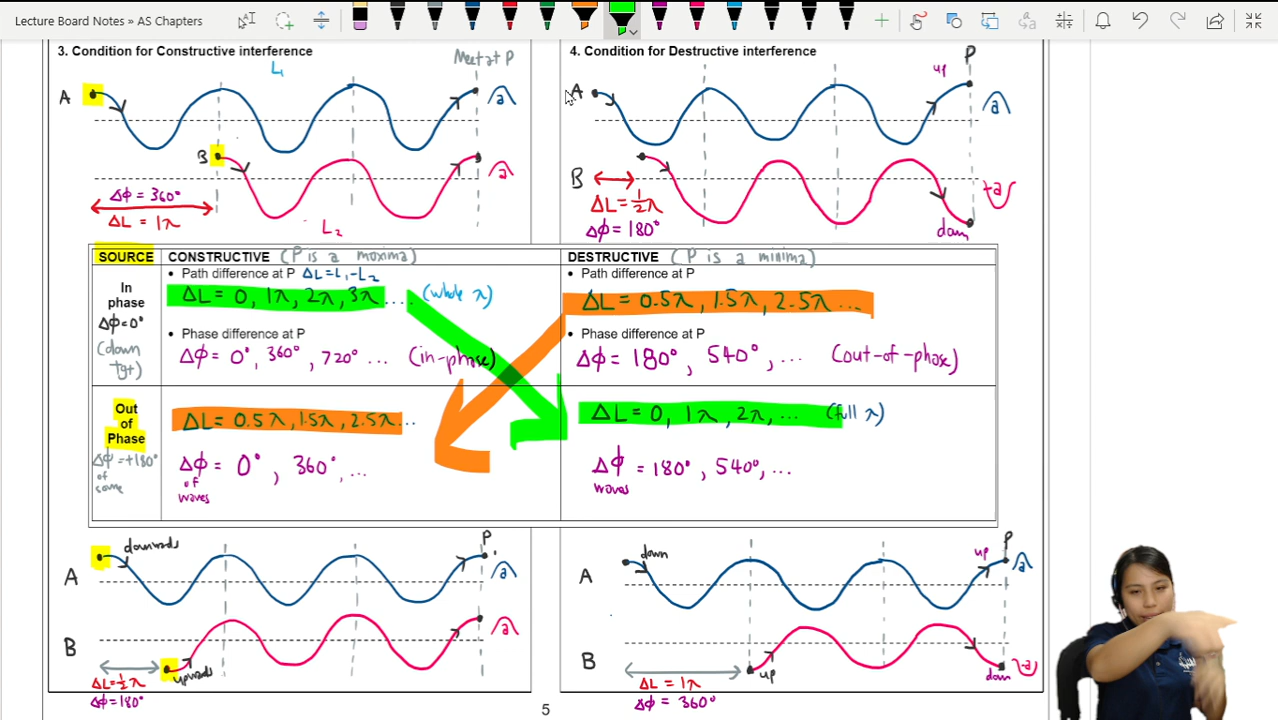 Lecture Board Notes » AS Chapters
3. Condition for Constructive interference
L₁
Meet at P
A
a
B
a
Δφ = 360°
ΔL = 1λ
L₂
4. Condition for Destructive interference
P
up
A
a
B
-a
ΔL = ½λ
Δφ = 180°
down
SOURCE
CONSTRUCTIVE (P is a maxima)
DESTRUCTIVE (P is a minima)
In
phase
Δφ=0°
(down
tgt)
• Path difference at P ΔL = L₁-L₂
ΔL = 0, 1λ, 2λ, 3λ .... (whole λ)
• Phase difference at P
Δφ = 0°, 360°, 720° ... (in-phase)
• Path difference at P
ΔL = 0.5λ, 1.5λ, 2.5λ ...
• Phase difference at P
Δφ = 180°, 540°, ... (out-of-phase)
Out
of
Phase
Δφ=+180°
of
ΔL = 0.5λ, 1.5λ, 2.5λ...
Δφ = 0°, 360°, ...
of
waves
ΔL = 0, 1λ, 2λ, ... (full λ)
Δφ = 180°, 540°, ...
waves
downwards
P
A
a
B
a
upwards
ΔL=½λ
Δφ=180°
down
up
P
A
a
B
up
down
-a
ΔL = 1λ
Δφ = 360°
5